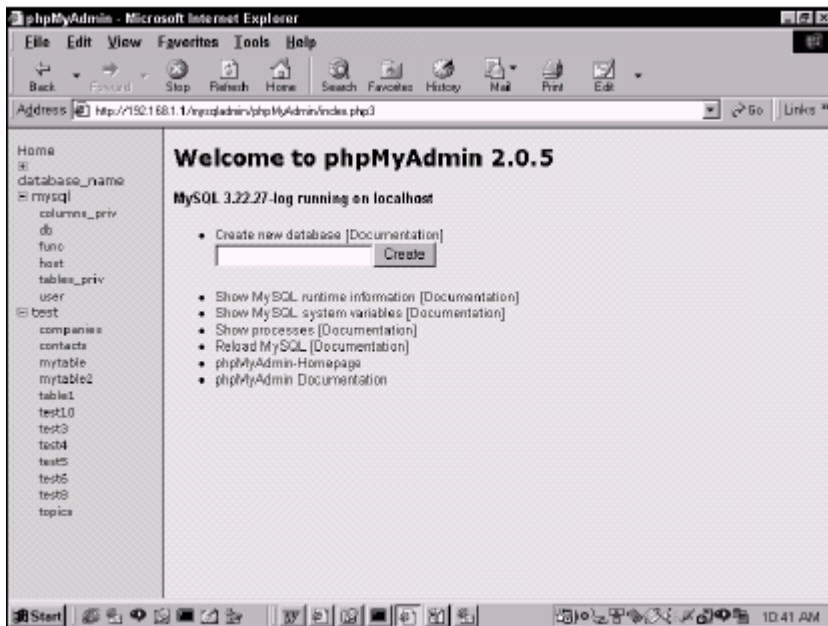 phpMyAdmin - Microsoft Internet Explorer
File Edit View Favorites Tools Help
Back Forward Stop Refresh Home Search Favorites History Mail Print Edit
Address http://192.168.1.1/mysqladmin/phpMyAdmin/index.php3 Go Links »
Home
database_name
mysql
columns_priv
db
func
host
tables_priv
user
test
companies
contacts
mytable
mytable2
table1
test10
test3
test4
test5
test6
test8
topics
Welcome to phpMyAdmin 2.0.5
MySQL 3.22.27-log running on localhost
• Create new database [Documentation]
Create
• Show MySQL runtime information [Documentation]
• Show MySQL system variables [Documentation]
• Show processes [Documentation]
• Reload MySQL [Documentation]
• phpMyAdmin-Homepage
• phpMyAdmin Documentation
Start 10:41 AM